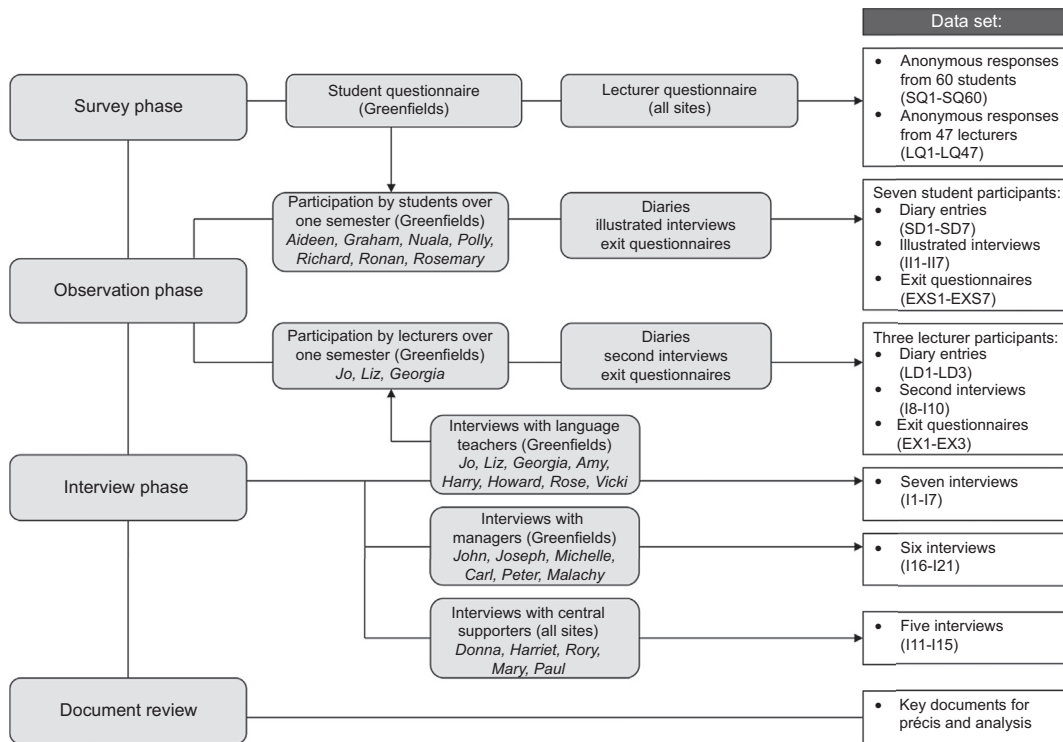 Data set:
Survey phase
Student questionnaire
(Greenfields)
Lecturer questionnaire
(all sites)
• Anonymous responses
from 60 students
(SQ1-SQ60)
• Anonymous responses
from 47 lecturers
(LQ1-LQ47)
Observation phase
Participation by students over
one semester (Greenfields)
Aideen, Graham, Nuala, Polly,
Richard, Ronan, Rosemary
Diaries
illustrated interviews
exit questionnaires
Seven student participants:
• Diary entries
(SD1-SD7)
• Illustrated interviews
(II1-II7)
• Exit questionnaires
(EXS1-EXS7)
Participation by lecturers over
one semester (Greenfields)
Jo, Liz, Georgia
Diaries
second interviews
exit questionnaires
Three lecturer participants:
• Diary entries
(LD1-LD3)
• Second interviews
(I8-I10)
• Exit questionnaires
(EX1-EX3)
Interview phase
Interviews with language
teachers (Greenfields)
Jo, Liz, Georgia, Amy,
Harry, Howard, Rose, Vicki
• Seven interviews
(I1-I7)
Interviews with
managers (Greenfields)
John, Joseph, Michelle,
Carl, Peter, Malachy
• Six interviews
(I16-I21)
Interviews with central
supporters (all sites)
Donna, Harriet, Rory,
Mary, Paul
• Five interviews
(I11-I15)
Document review
• Key documents for
précis and analysis